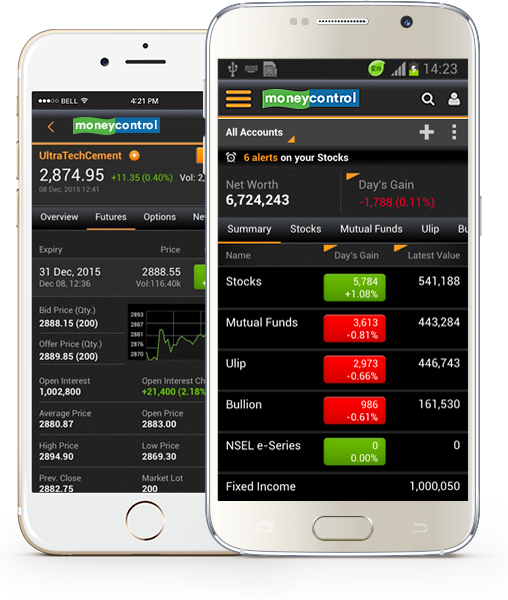 BELL
4:21 PM
moneycontrol
UltraTechCement
2,874.95 +11.35 (0.40%) Vol: 2
08 Dec, 2015 12:41
Overview Futures Options Ne
Expiry Price
31 Dec, 2015 2888.55
Dec 08, 12:36 Vol:116.40k
Bid Price (Qty.)
2888.15 (200)
Offer Price (Qty.)
2889.85 (200)
2893
2887
2881
2876
2870
Open Interest Open Interest Ch
1,002,800 +21,400 (2.18%
Average Price Open Price
2880.87 2883.00
High Price Low Price
2894.90 2869.30
Prev. Close Market Lot
2882.75 200
En 14:23
moneycontrol
All Accounts
6 alerts on your Stocks
Net Worth Day's Gain
6,724,243 -1,788 (0.11%)
Summary Stocks Mutual Funds Ulip Bu
Name Day's Gain Latest Value
Stocks 5,784 541,188
+1.08%
Mutual Funds 3,613 443,284
-0.81%
Ulip 2,973 446,743
-0.66%
Bullion 986 161,530
-0.61%
NSEL e-Series 0 0
0.00%
Fixed Income 1,000,050